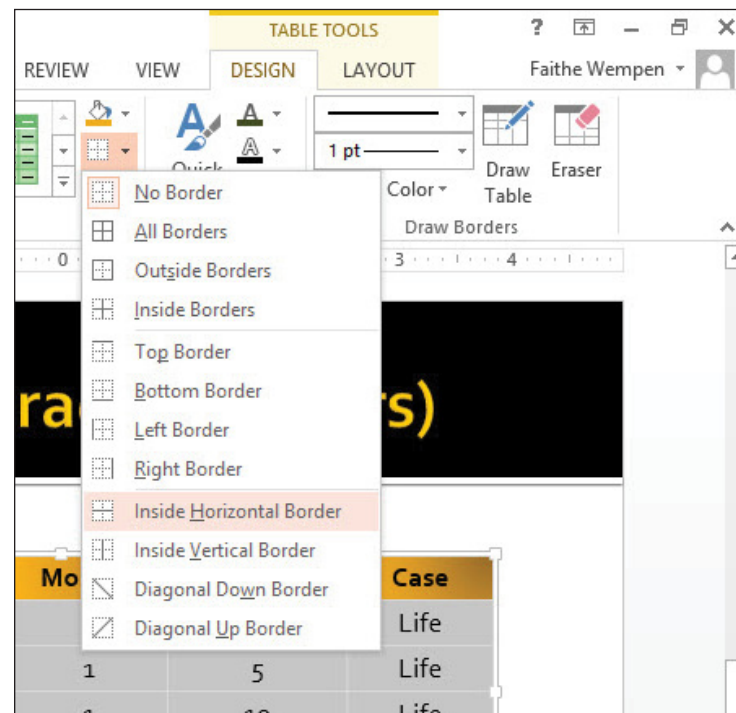 TABLE TOOLS ?
REVIEW VIEW DESIGN LAYOUT Faithe Wempen
A A
1 pt
Quick
Color Draw Table Eraser
Draw Borders
No Border
All Borders
Outside Borders
Inside Borders
Top Border
Bottom Border
Left Border
Right Border
Inside Horizontal Border
Inside Vertical Border
Diagonal Down Border
Diagonal Up Border
0 3 4
ra s)
Mo Case
Life
1 5 Life